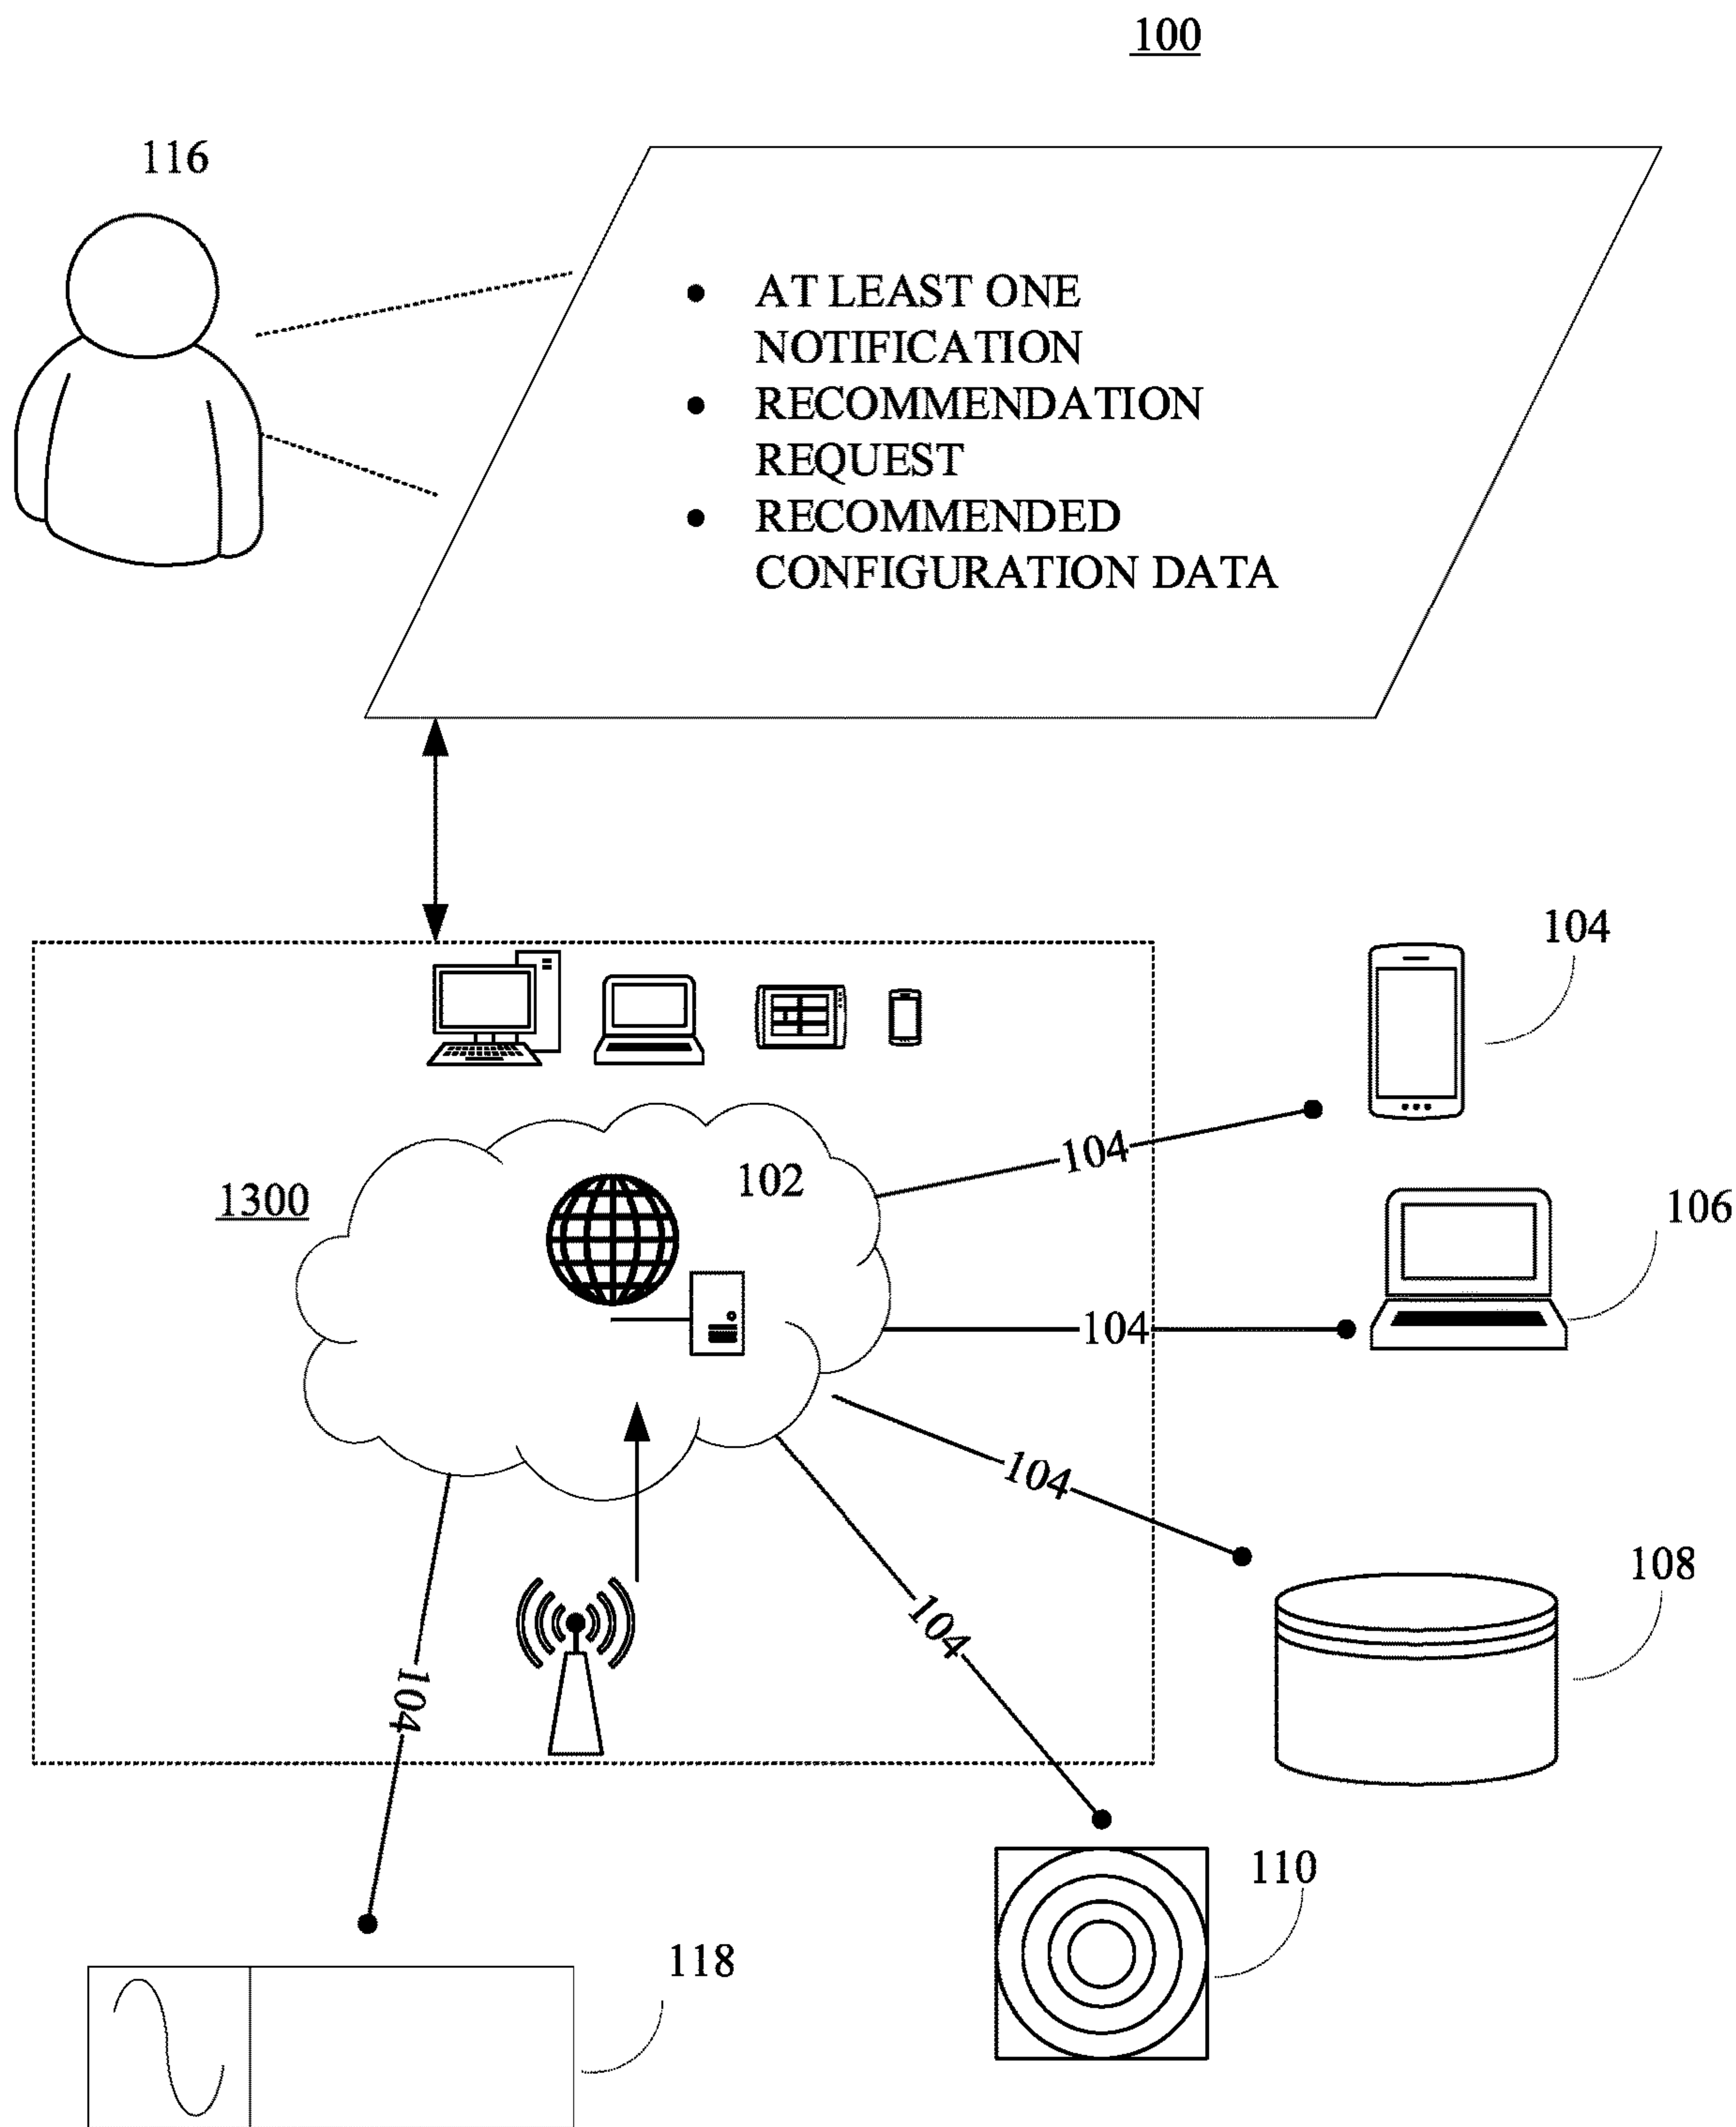 100
116
• AT LEAST ONE
NOTIFICATION
• RECOMMENDATION
REQUEST
• RECOMMENDED
CONFIGURATION DATA
104
104
102
1300
106
104
104
108
104
104
110
118